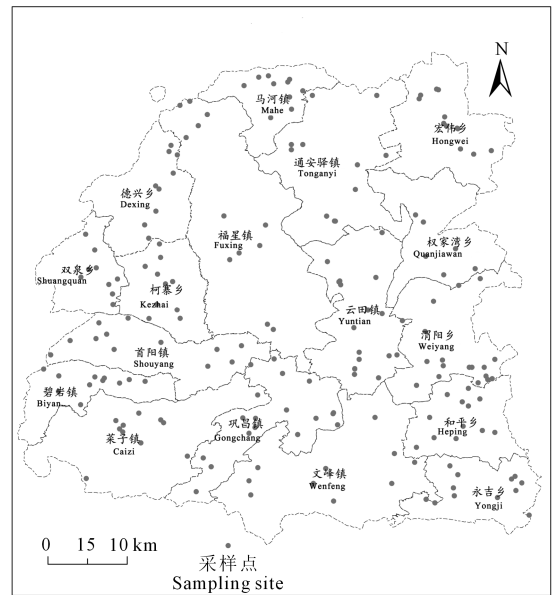 N
马河镇
Mahe
宏伟乡
Hongwei
通安驿镇
Tonganyi
德兴乡
Dexing
福星镇
Fuxing
权家湾乡
Quanjiawan
双泉乡
Shuangquan
柯寨乡
Kezhai
云田镇
Yuntian
渭阳乡
Weiyang
首阳镇
Shouyang
碧岩镇
Biyan
巩昌镇
Gongchang
和平乡
Heping
菜子镇
Caizi
文峰镇
Wenfeng
永吉乡
Yongji
0 15 10 km
采样点
Sampling site